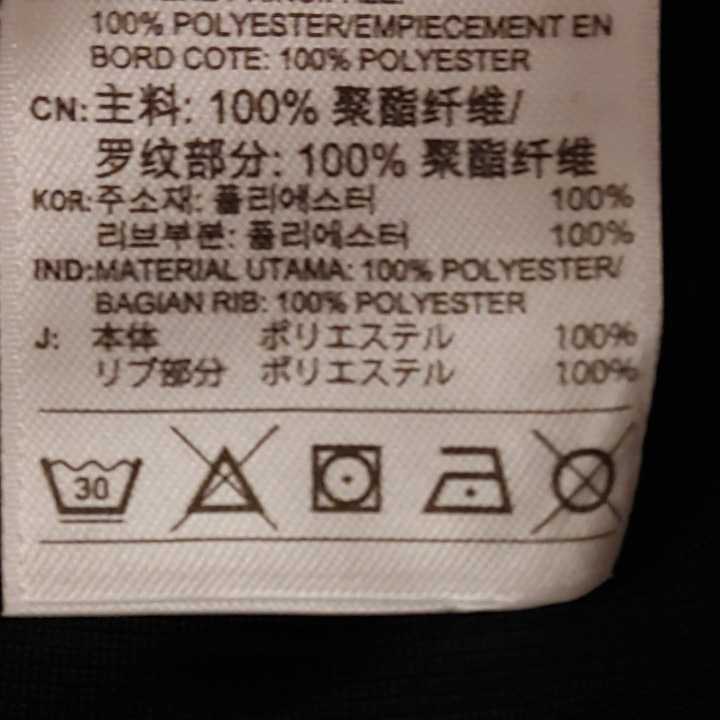 100% POLYESTER/EMPIECEMENT EN
BORD COTE: 100% POLYESTER
CN: 主料: 100% 聚酯纤维/
罗纹部分: 100% 聚酯纤维
KOR: 주소재: 폴리에스터 100%
리브부분: 폴리에스터 100%
IND: MATERIAL UTAMA: 100% POLYESTER/
BAGIAN RIB: 100% POLYESTER
J: 本体 ポリエステル 100%
リブ部分 ポリエステル 100%
30